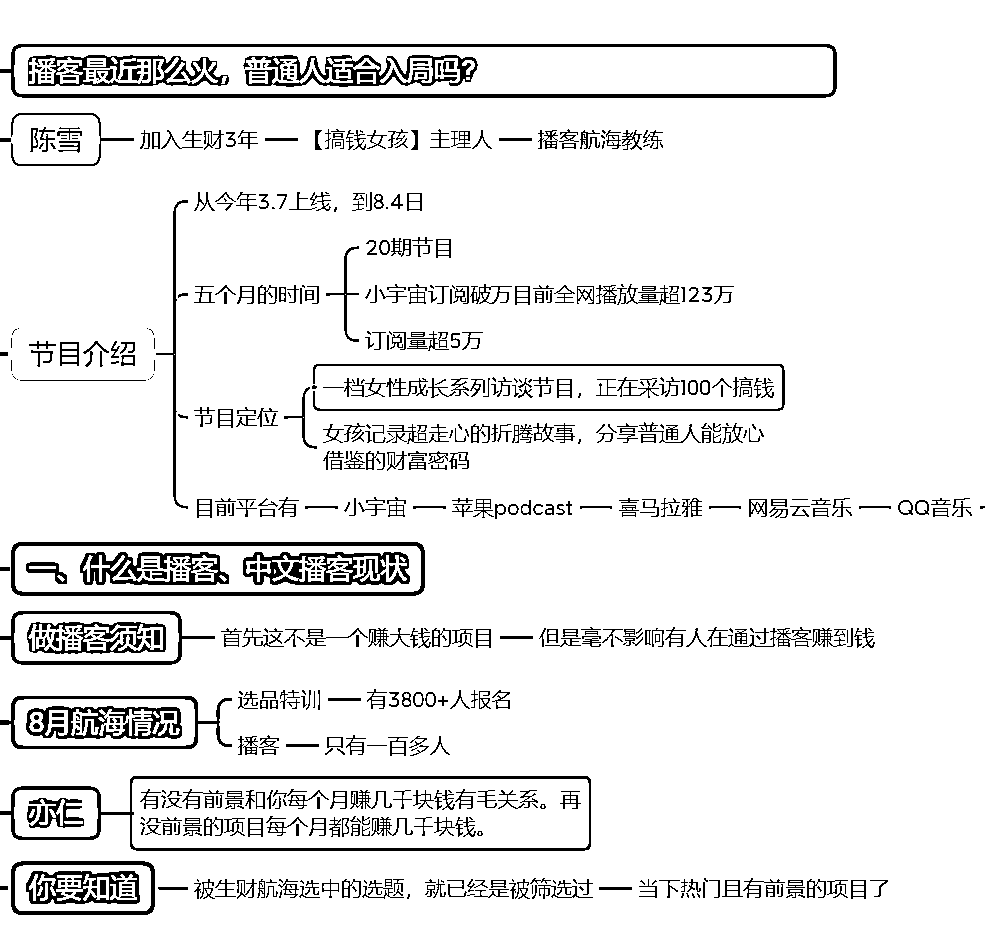 播客最近那么火，普通人适合入局吗？
陈雪 加入生财3年 【搞钱女孩】主理人 播客航海教练
从今年3.7上线，到8.4日
20期节目
五个月的时间 小宇宙订阅破万目前全网播放量超123万
订阅量超5万
节目介绍
一档女性成长系列访谈节目，正在采访100个搞钱
节目定位
女孩记录超走心的折腾故事，分享普通人能放心
借鉴的财富密码
目前平台有 小宇宙 苹果podcast 喜马拉雅 网易云音乐 QQ音乐
一、什么是播客、中文播客现状
做播客须知 首先这不是一个赚大钱的项目 但是毫不影响有人在通过播客赚到钱
选品特训 有3800+人报名
8月航海情况
播客 只有一百多人
亦仁
有没有前景和你每个月赚几千块钱有毛关系。再
没前景的项目每个月都能赚几千块钱。
你要知道 被生财航海选中的选题，就已经是被筛选过 当下热门且有前景的项目了